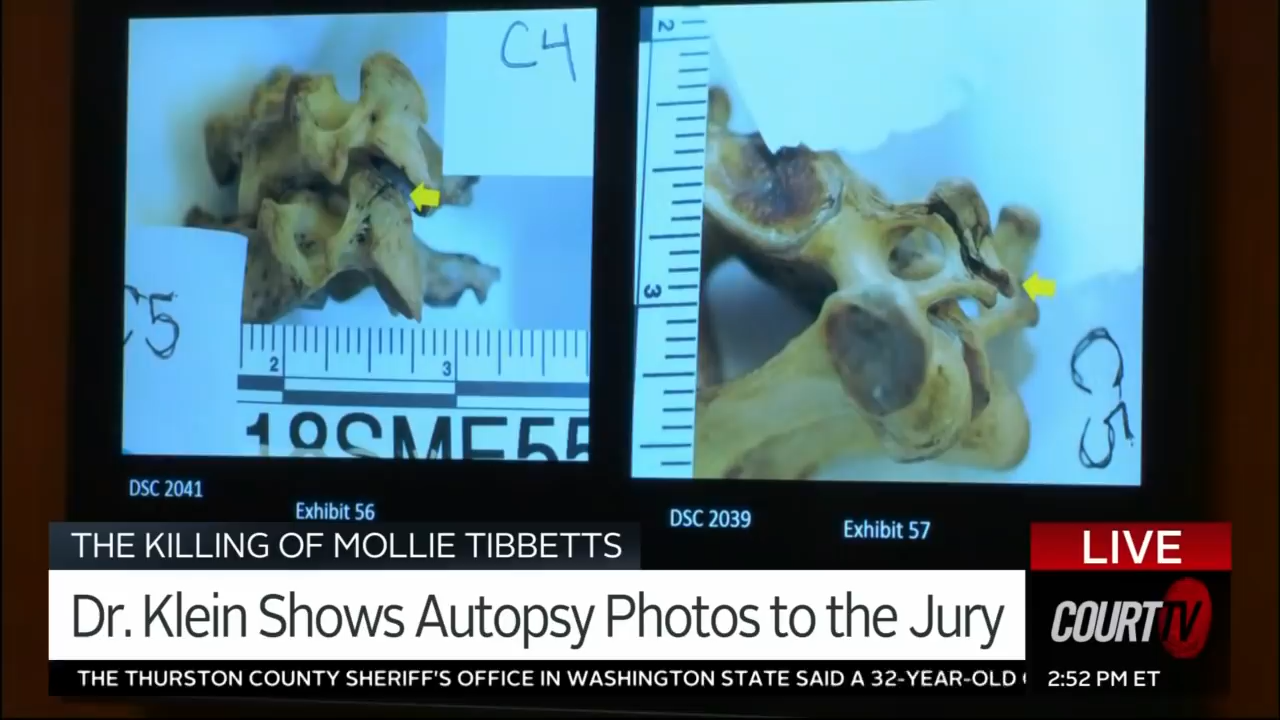 C4
C5
2 3
18SME55
DSC 2041
Exhibit 56
2
3
C5
DSC 2039
Exhibit 57
THE KILLING OF MOLLIE TIBBETTS
LIVE
Dr. Klein Shows Autopsy Photos to the Jury
COURT TV
THE THURSTON COUNTY SHERIFF'S OFFICE IN WASHINGTON STATE SAID A 32-YEAR-OLD
2:52 PM ET